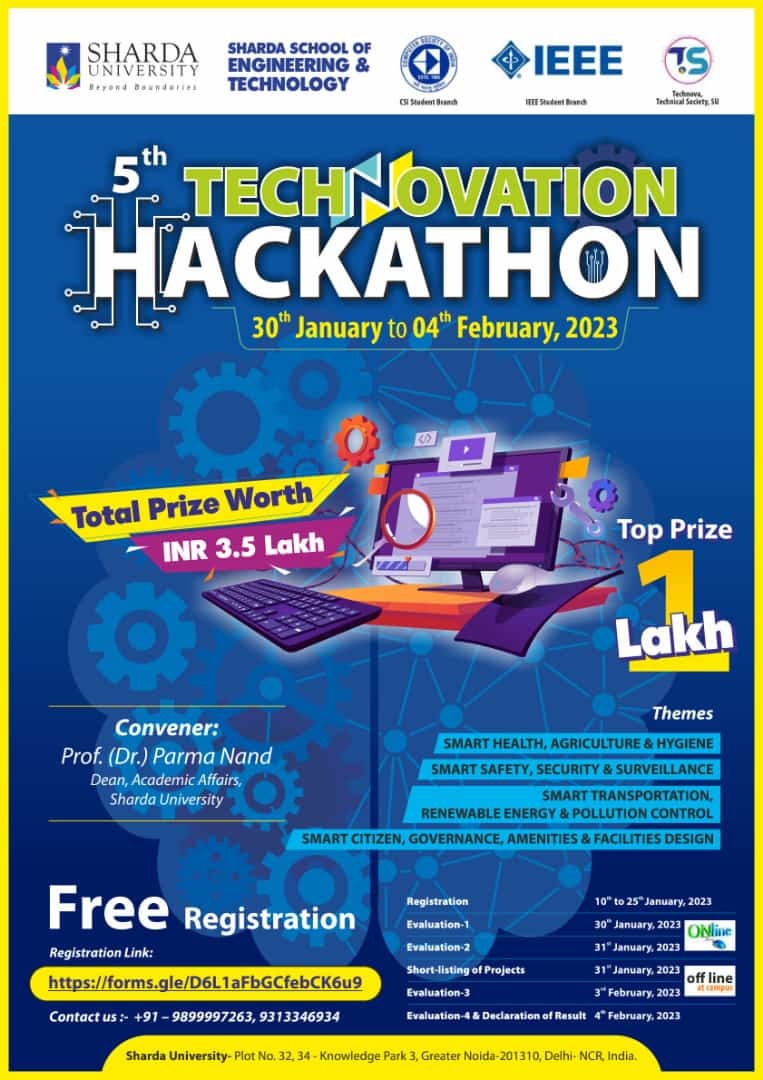 SHARDA
UNIVERSITY
Beyond Boundaries
SHARDA SCHOOL OF
ENGINEERING &
TECHNOLOGY
COMPUTER SOCIETY OF INDIA
CSI Student Branch
IEEE
IEEE Student Branch
TS
Technova,
Technical Society, SU
5th TECHNOVATION
HACKATHON
30th January to 04th February, 2023
Total Prize Worth
INR 3.5 Lakh
</>
Top Prize
1
Lakh
Convener:
Prof. (Dr.) Parma Nand
Dean, Academic Affairs,
Sharda University
Themes
SMART HEALTH, AGRICULTURE & HYGIENE
SMART SAFETY, SECURITY & SURVEILLANCE
SMART TRANSPORTATION,
RENEWABLE ENERGY & POLLUTION CONTROL
SMART CITIZEN, GOVERNANCE, AMENITIES & FACILITIES DESIGN
Free Registration
Registration Link:
https://forms.gle/D6L1aFbGCfebCK6u9
Contact us :- +91 – 9899997263, 9313346934
Registration 10th to 25th January, 2023
Evaluation-1 30th January, 2023
Evaluation-2 31st January, 2023
ONline
Short-listing of Projects 31st January, 2023
Evaluation-3 3rd February, 2023
off line
at campus
Evaluation-4 & Declaration of Result 4th February, 2023
Sharda University- Plot No. 32, 34 - Knowledge Park 3, Greater Noida-201310, Delhi- NCR, India.